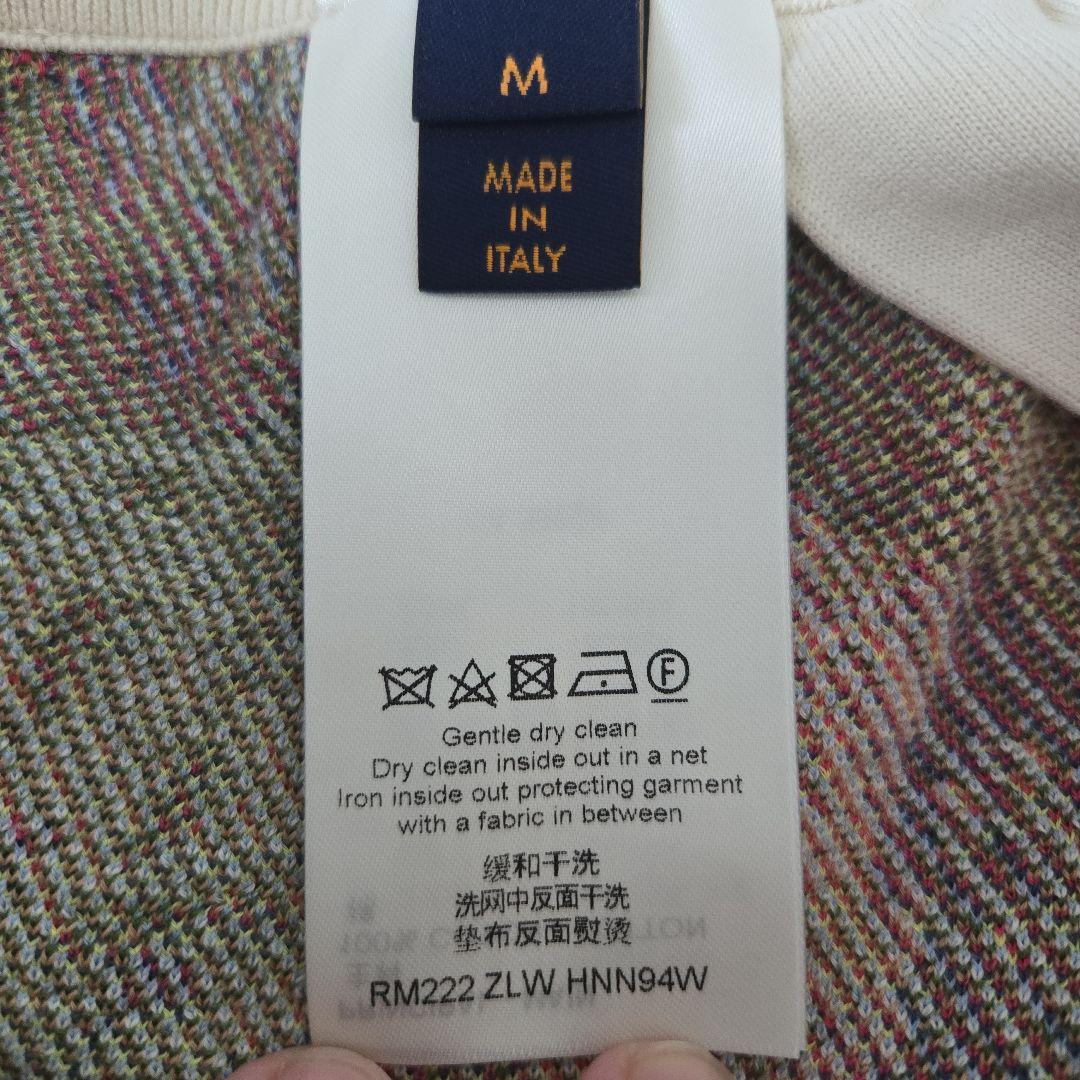 M
MADE
IN
ITALY
F
Gentle dry clean
Dry clean inside out in a net
Iron inside out protecting garment
with a fabric in between
缓和干洗
洗网中反面干洗
垫布反面熨烫
RM222 ZLW HNN94W